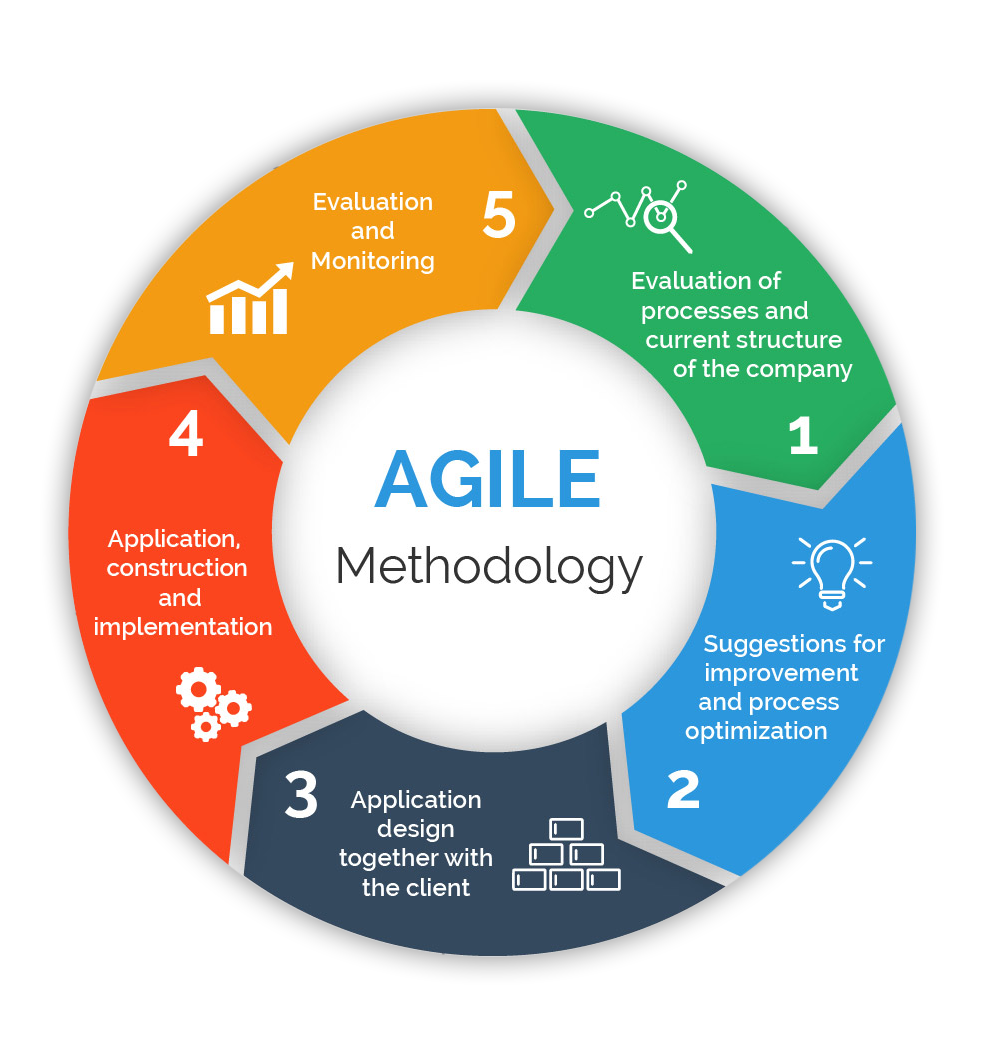 AGILE
Methodology
Evaluation of
processes and
current structure
of the company
1
Suggestions for
improvement
and process
optimization
2
3
Application
design
together with
the client
4
Application,
construction
and
implementation
5
Evaluation
and
Monitoring